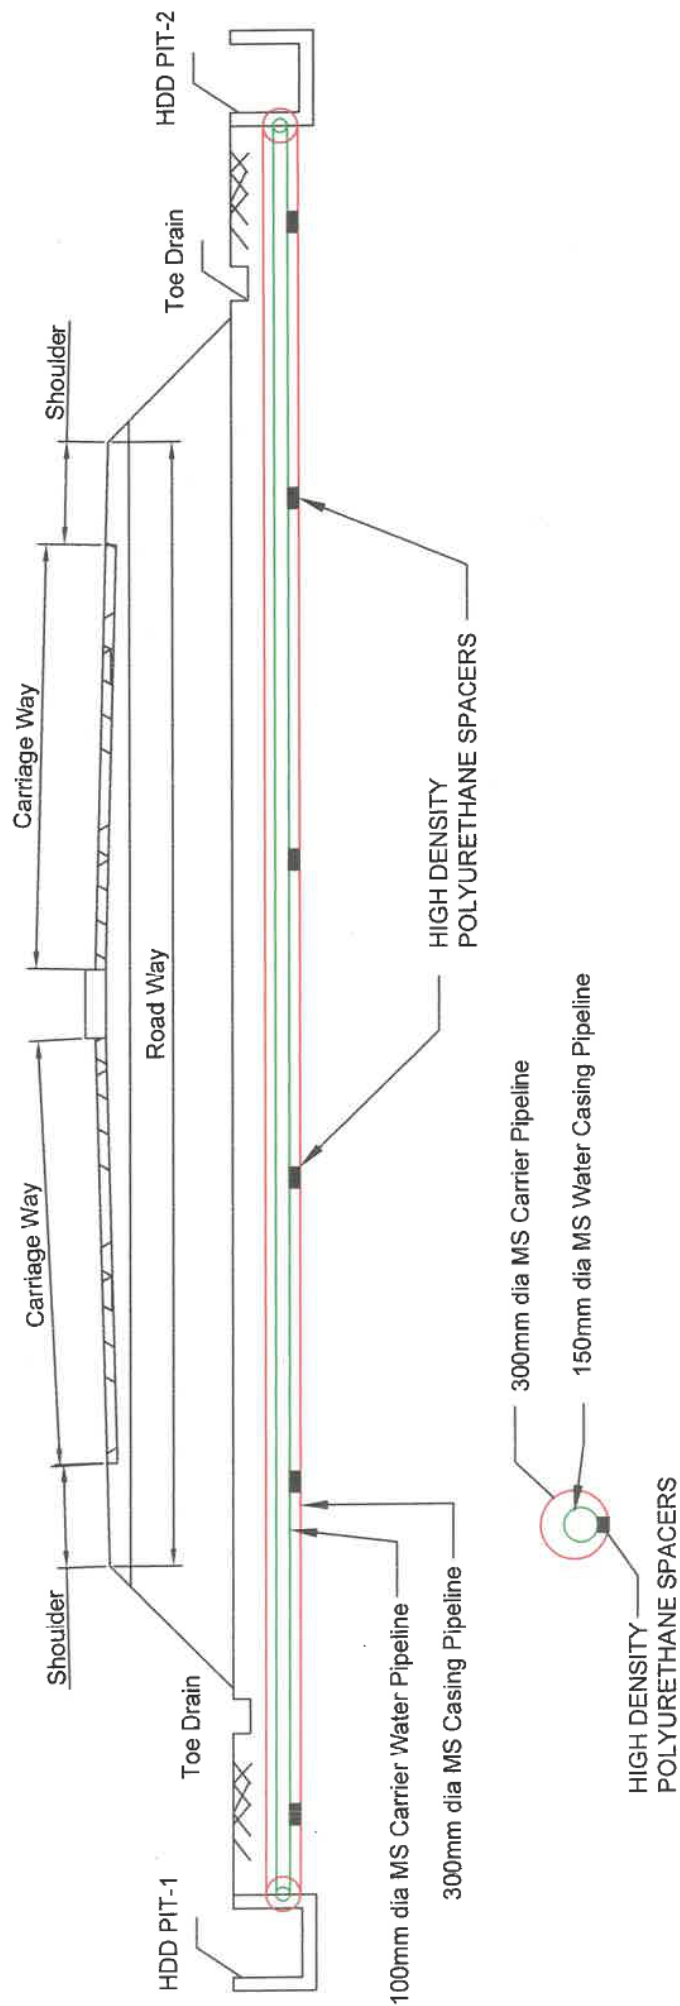 Shoulder
Carriage Way
Carriage Way
Shoulder
Road Way
HDD PIT-1
Toe Drain
Toe Drain
HDD PIT-2
100mm dia MS Carrier Water Pipeline
300mm dia MS Casing Pipeline
HIGH DENSITY
POLYURETHANE SPACERS
300mm dia MS Carrier Pipeline
150mm dia MS Water Casing Pipeline
HIGH DENSITY
POLYURETHANE SPACERS